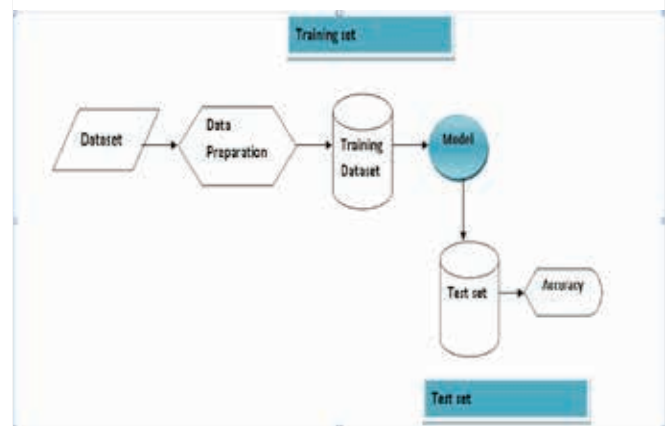 Training set
Dataset
Data
Preparation
Training
Dataset
Model
Test set
Accuracy
Test set